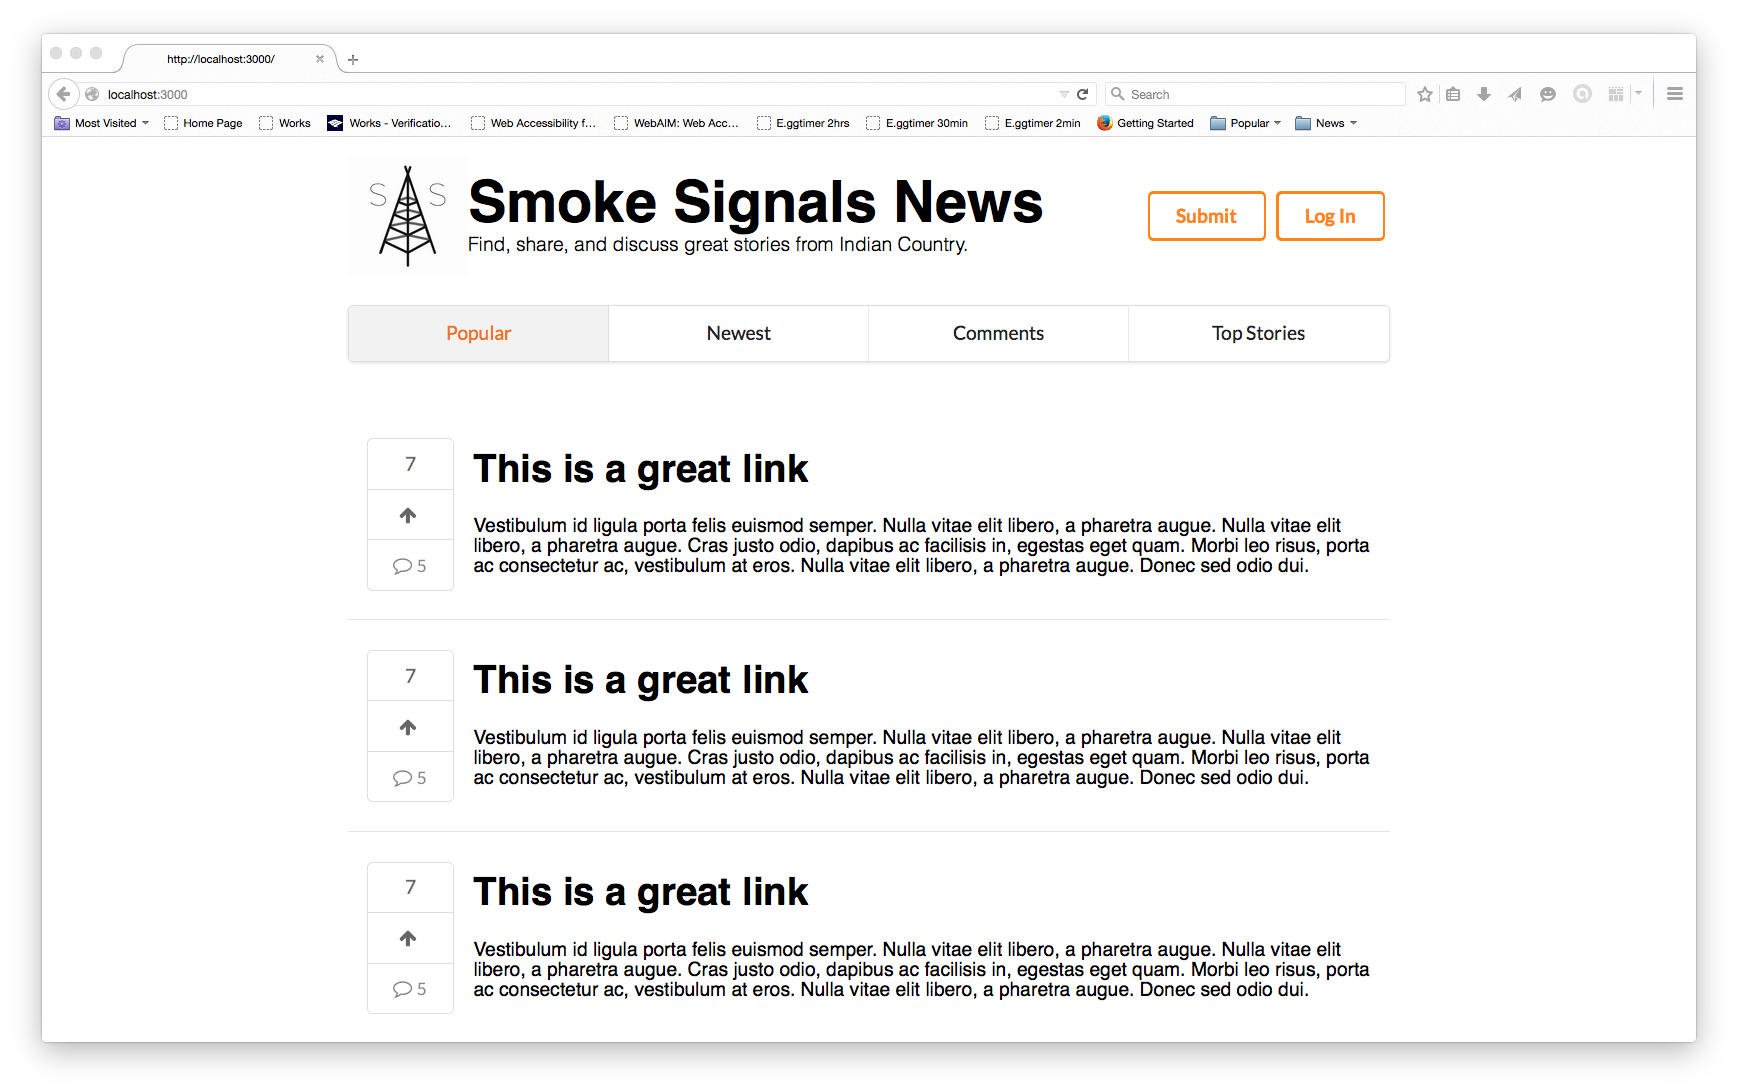 http://localhost:3000/
localhost:3000
Search
Most Visited
Home Page
Works
Works - Verificatio...
Web Accessibility f...
WebAIM: Web Acc...
E.ggtimer 2hrs
E.ggtimer 30min
E.ggtimer 2min
Getting Started
Popular
News
S S
Smoke Signals News
Find, share, and discuss great stories from Indian Country.
Submit
Log In
Popular
Newest
Comments
Top Stories
7
5
This is a great link
Vestibulum id ligula porta felis euismod semper. Nulla vitae elit libero, a pharetra augue. Nulla vitae elit
libero, a pharetra augue. Cras justo odio, dapibus ac facilisis in, egestas eget quam. Morbi leo risus, porta
ac consectetur ac, vestibulum at eros. Nulla vitae elit libero, a pharetra augue. Donec sed odio dui.
7
5
This is a great link
Vestibulum id ligula porta felis euismod semper. Nulla vitae elit libero, a pharetra augue. Nulla vitae elit
libero, a pharetra augue. Cras justo odio, dapibus ac facilisis in, egestas eget quam. Morbi leo risus, porta
ac consectetur ac, vestibulum at eros. Nulla vitae elit libero, a pharetra augue. Donec sed odio dui.
7
5
This is a great link
Vestibulum id ligula porta felis euismod semper. Nulla vitae elit libero, a pharetra augue. Nulla vitae elit
libero, a pharetra augue. Cras justo odio, dapibus ac facilisis in, egestas eget quam. Morbi leo risus, porta
ac consectetur ac, vestibulum at eros. Nulla vitae elit libero, a pharetra augue. Donec sed odio dui.